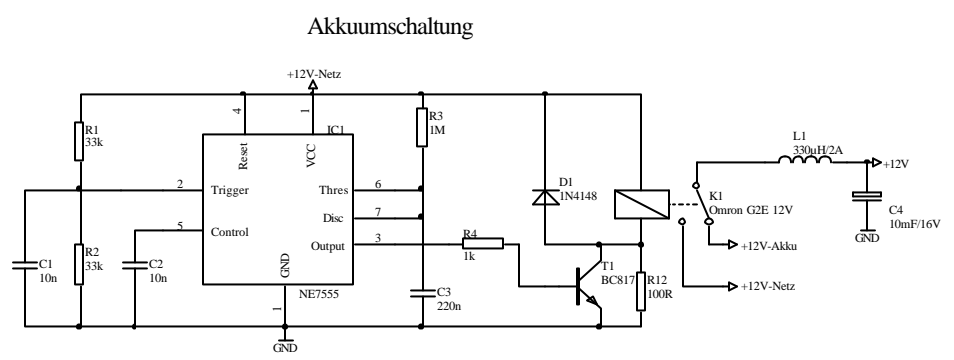 Akkuumschaltung
+12V-Netz
4
1
IC1
Reset
VCC
R1
33k
R3
1M
L1
330µH/2A
+12V
2
Trigger
Thres
6
D1
1N4148
K1
Omron G2E 12V
C4
10mF/16V
GND
Disc
7
5
Control
Output
3
R4
1k
+12V-Akku
C1
10n
R2
33k
C2
10n
GND
1
NE7555
C3
220n
T1
BC817
R12
100R
+12V-Netz
GND